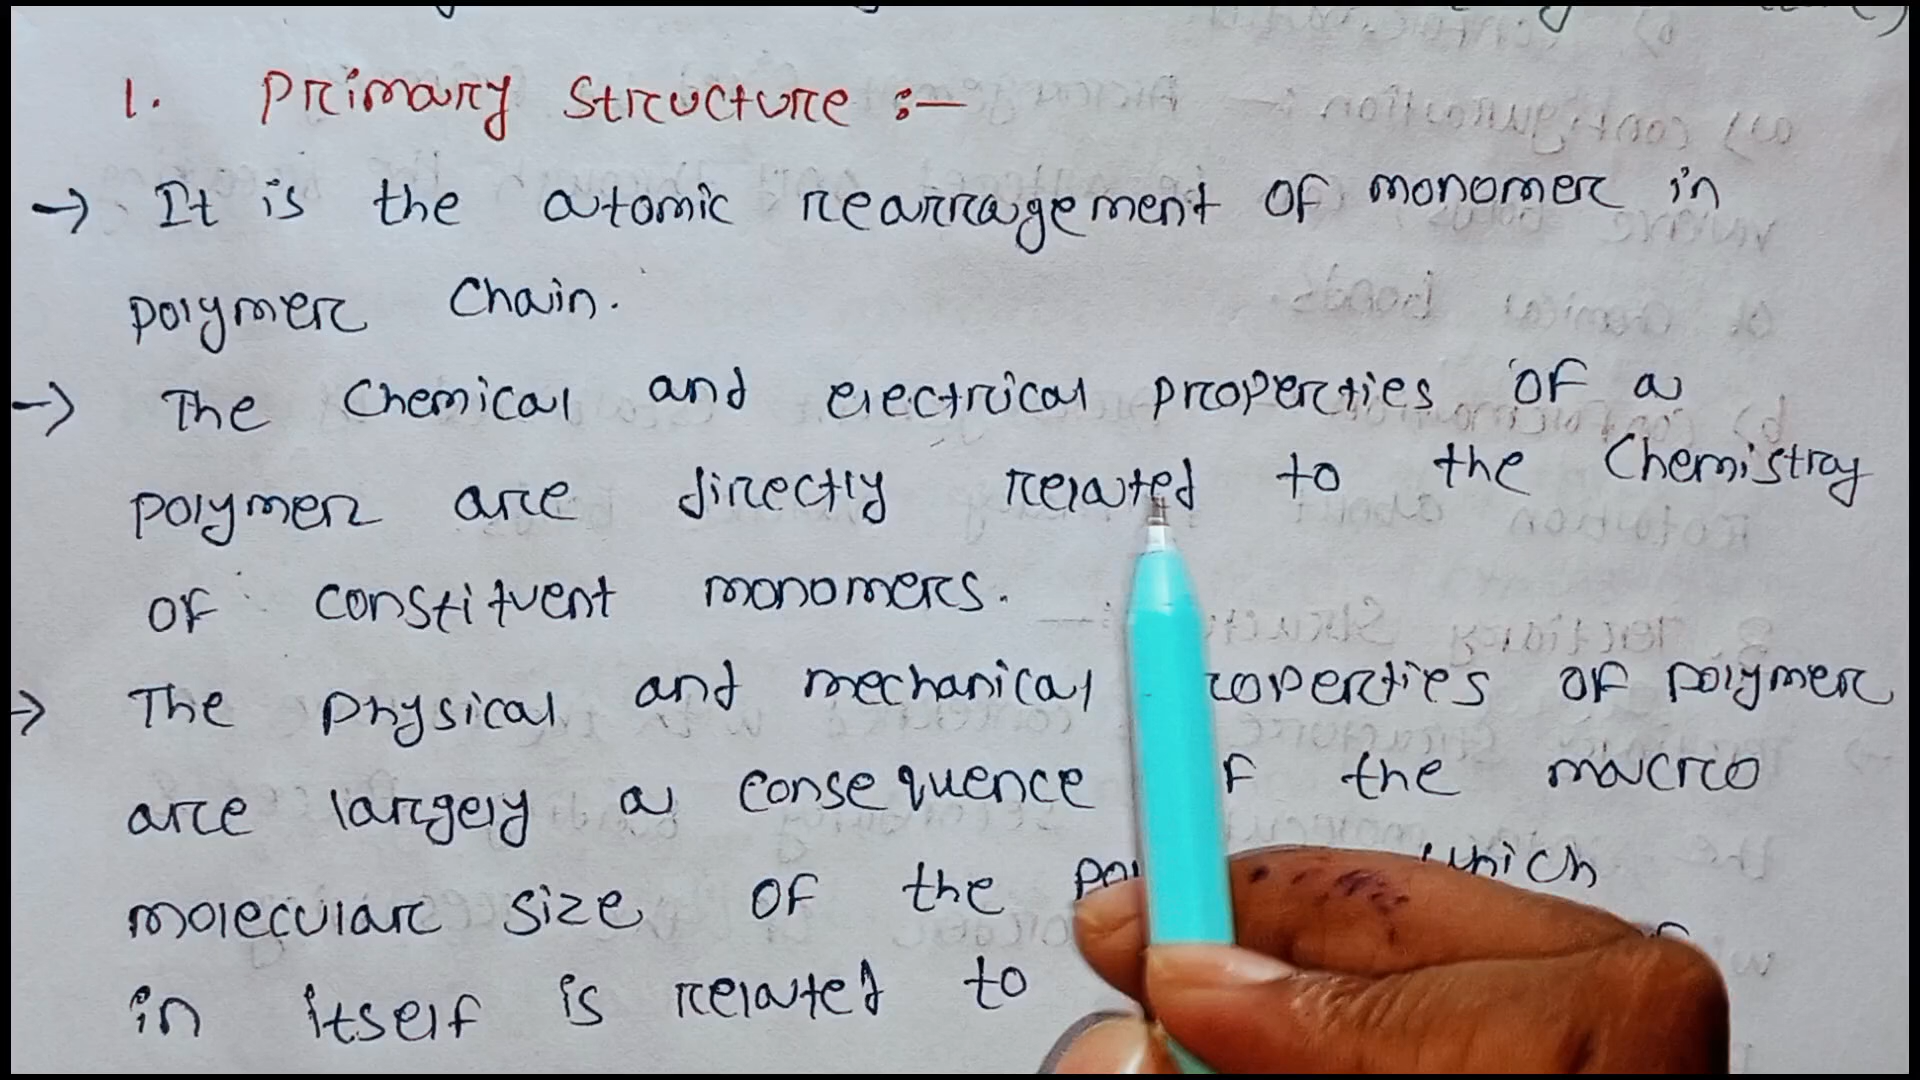 1. Primary Structure :-
→ It is the atomic rearragement of monomer in
polymer Chain.
→ The Chemical and electrical properties of a
polymer are directly related to the Chemistry
of constituent monomers.
→ The physical and mechanical properties of polymer
are largely a consequence of the macro
molecular size of the which
in itself is related to